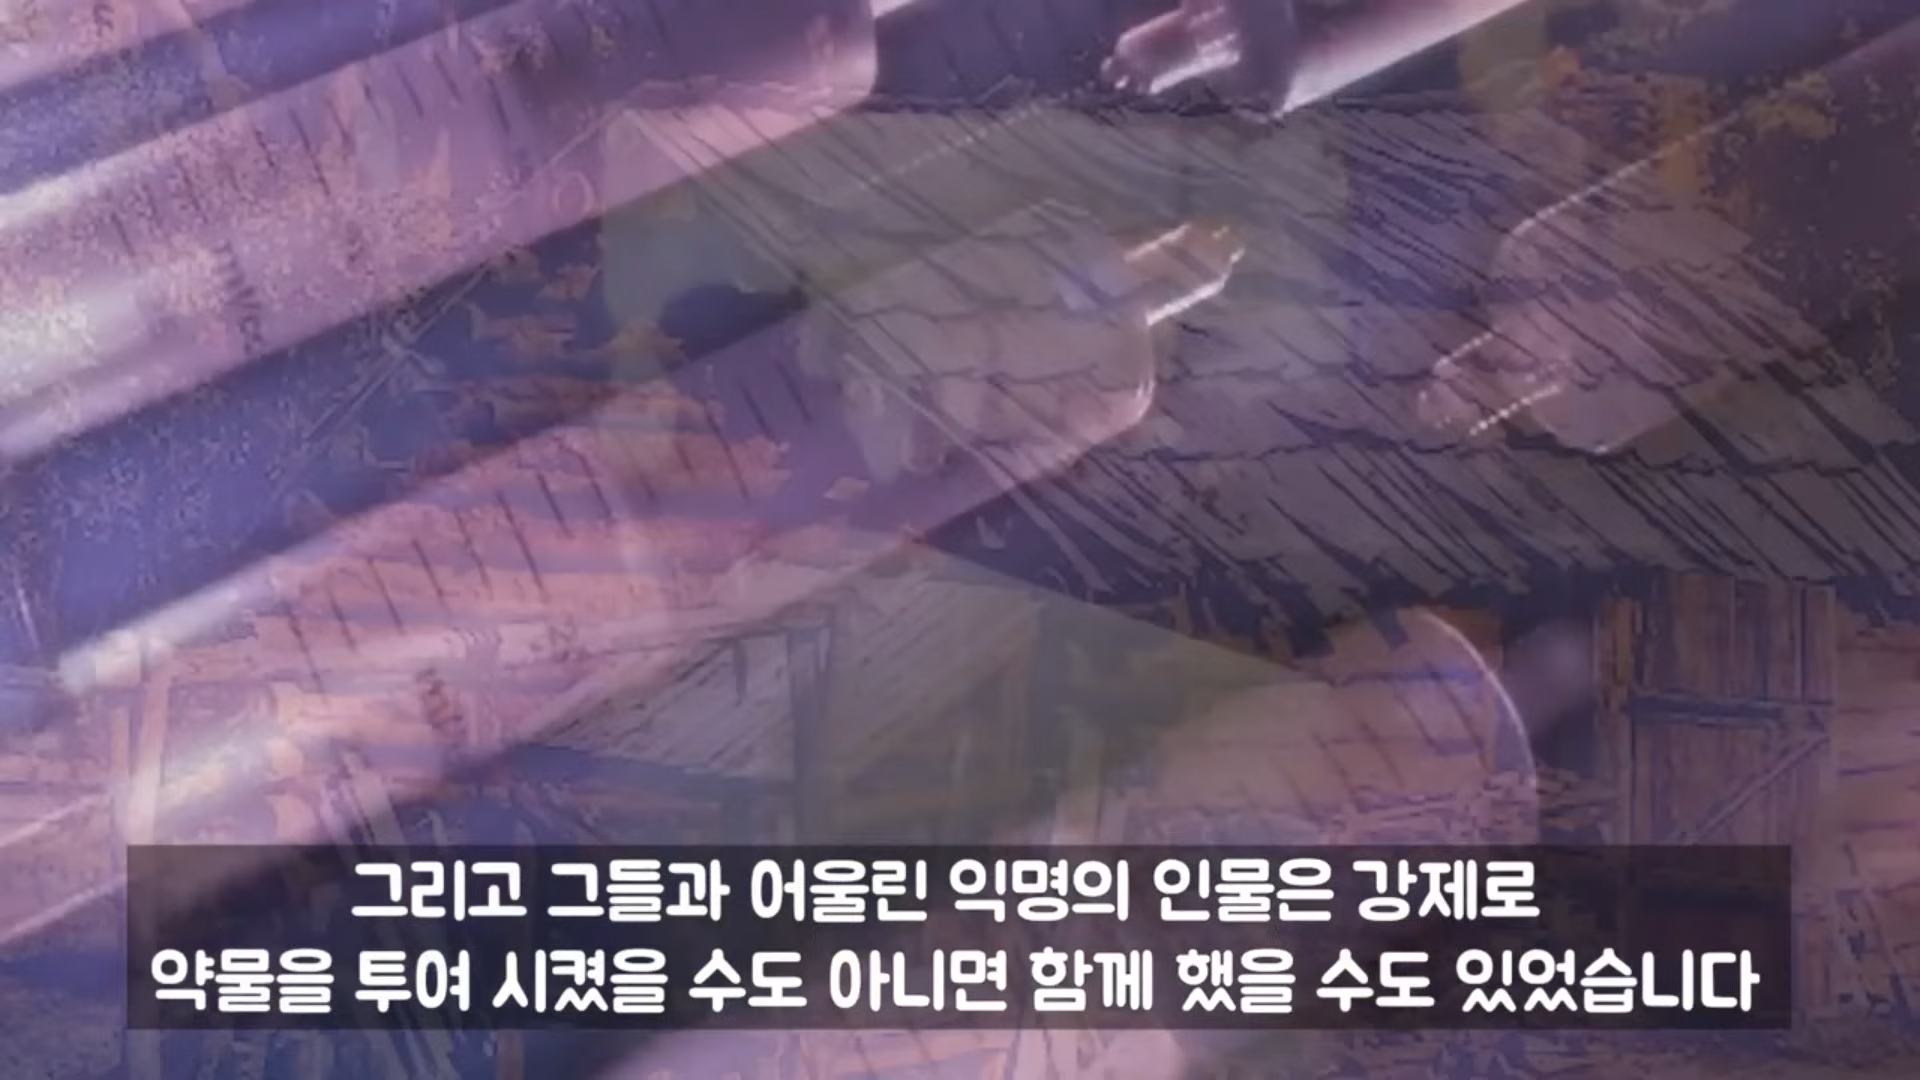 그리고 그들과 어울린 익명의 인물은 강제로
약물을 투여 시켰을 수도 아니면 함께 했을 수도 있었습니다